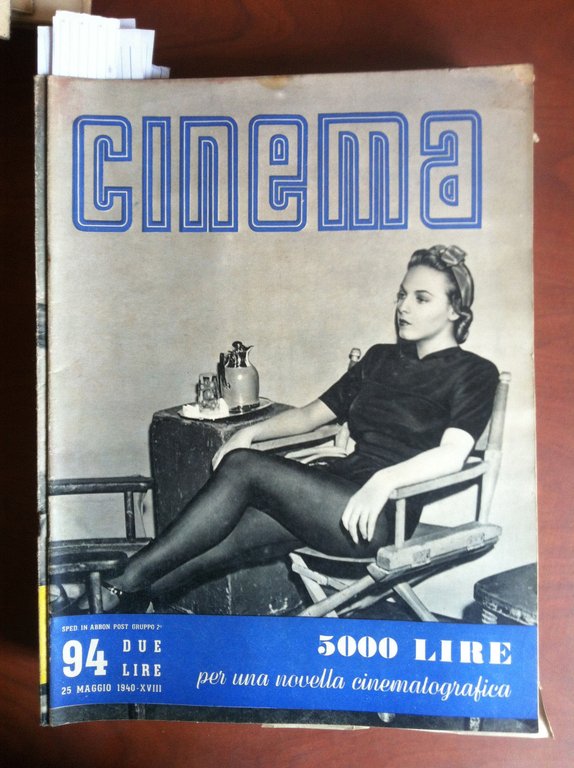 cinema
SPED. IN ABBON POST GRUPPO 7°
94 DUE LIRE
25 MAGGIO 1940-XVIII
5000 LIRE
per una novella cinematografica